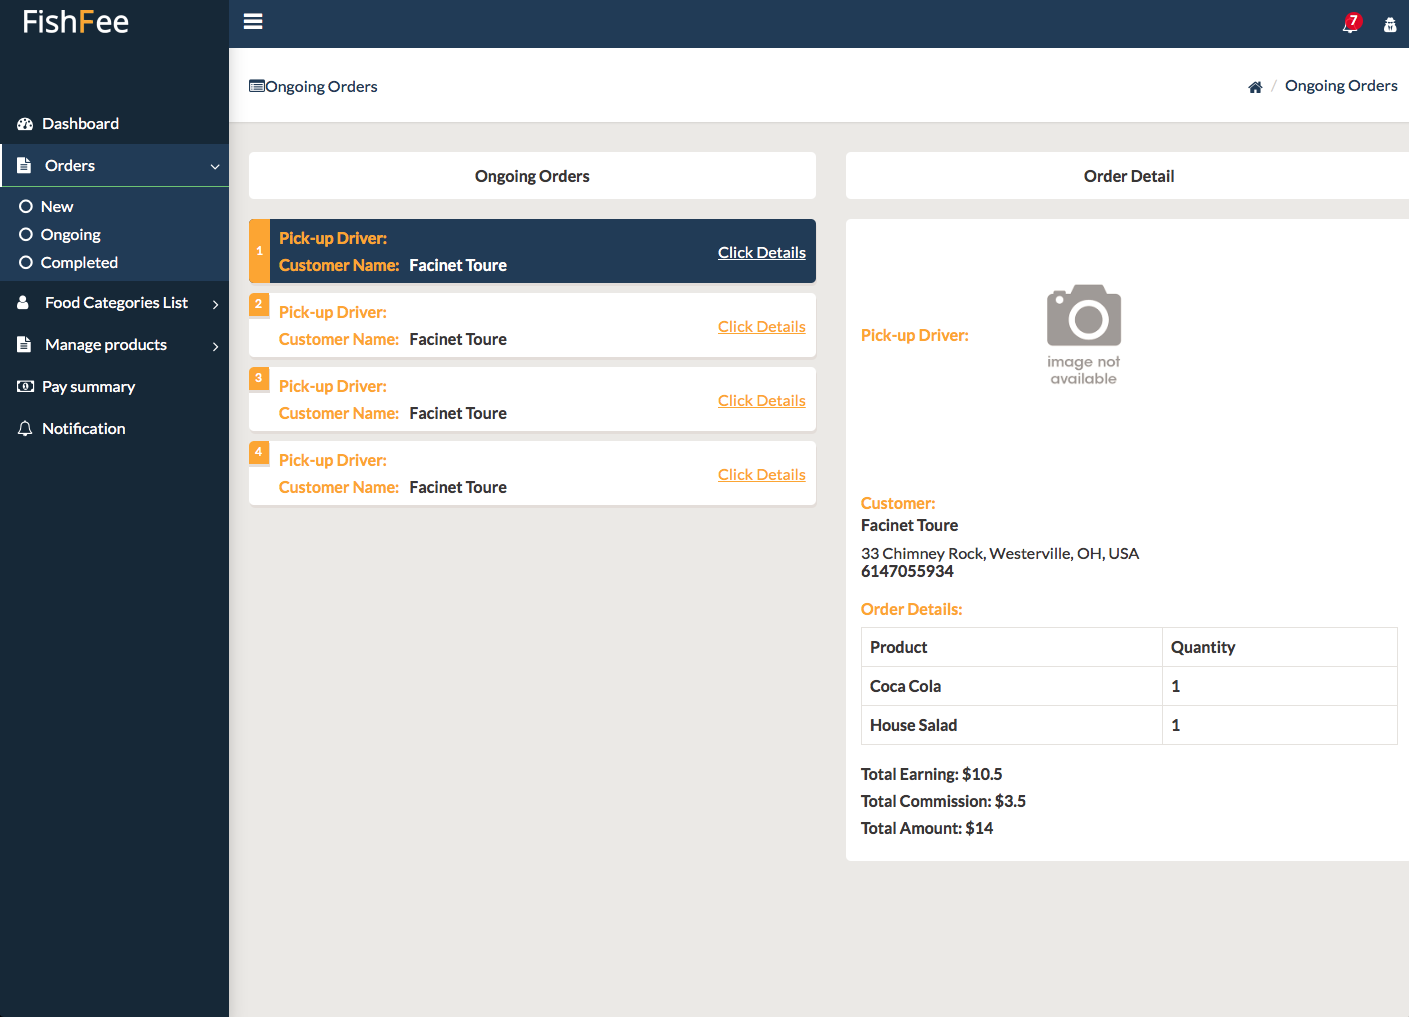 FishFee
7
Ongoing Orders
/ Ongoing Orders
Dashboard
Orders
New
Ongoing
Completed
Food Categories List
Manage products
Pay summary
Notification
Ongoing Orders
1
Pick-up Driver:
Customer Name: Facinet Toure
Click Details
2
Pick-up Driver:
Customer Name: Facinet Toure
Click Details
3
Pick-up Driver:
Customer Name: Facinet Toure
Click Details
4
Pick-up Driver:
Customer Name: Facinet Toure
Click Details
Order Detail
Pick-up Driver:
image not
available
Customer:
Facinet Toure
33 Chimney Rock, Westerville, OH, USA
6147055934
Order Details:
Product Quantity
Coca Cola 1
House Salad 1
Total Earning: $10.5
Total Commission: $3.5
Total Amount: $14